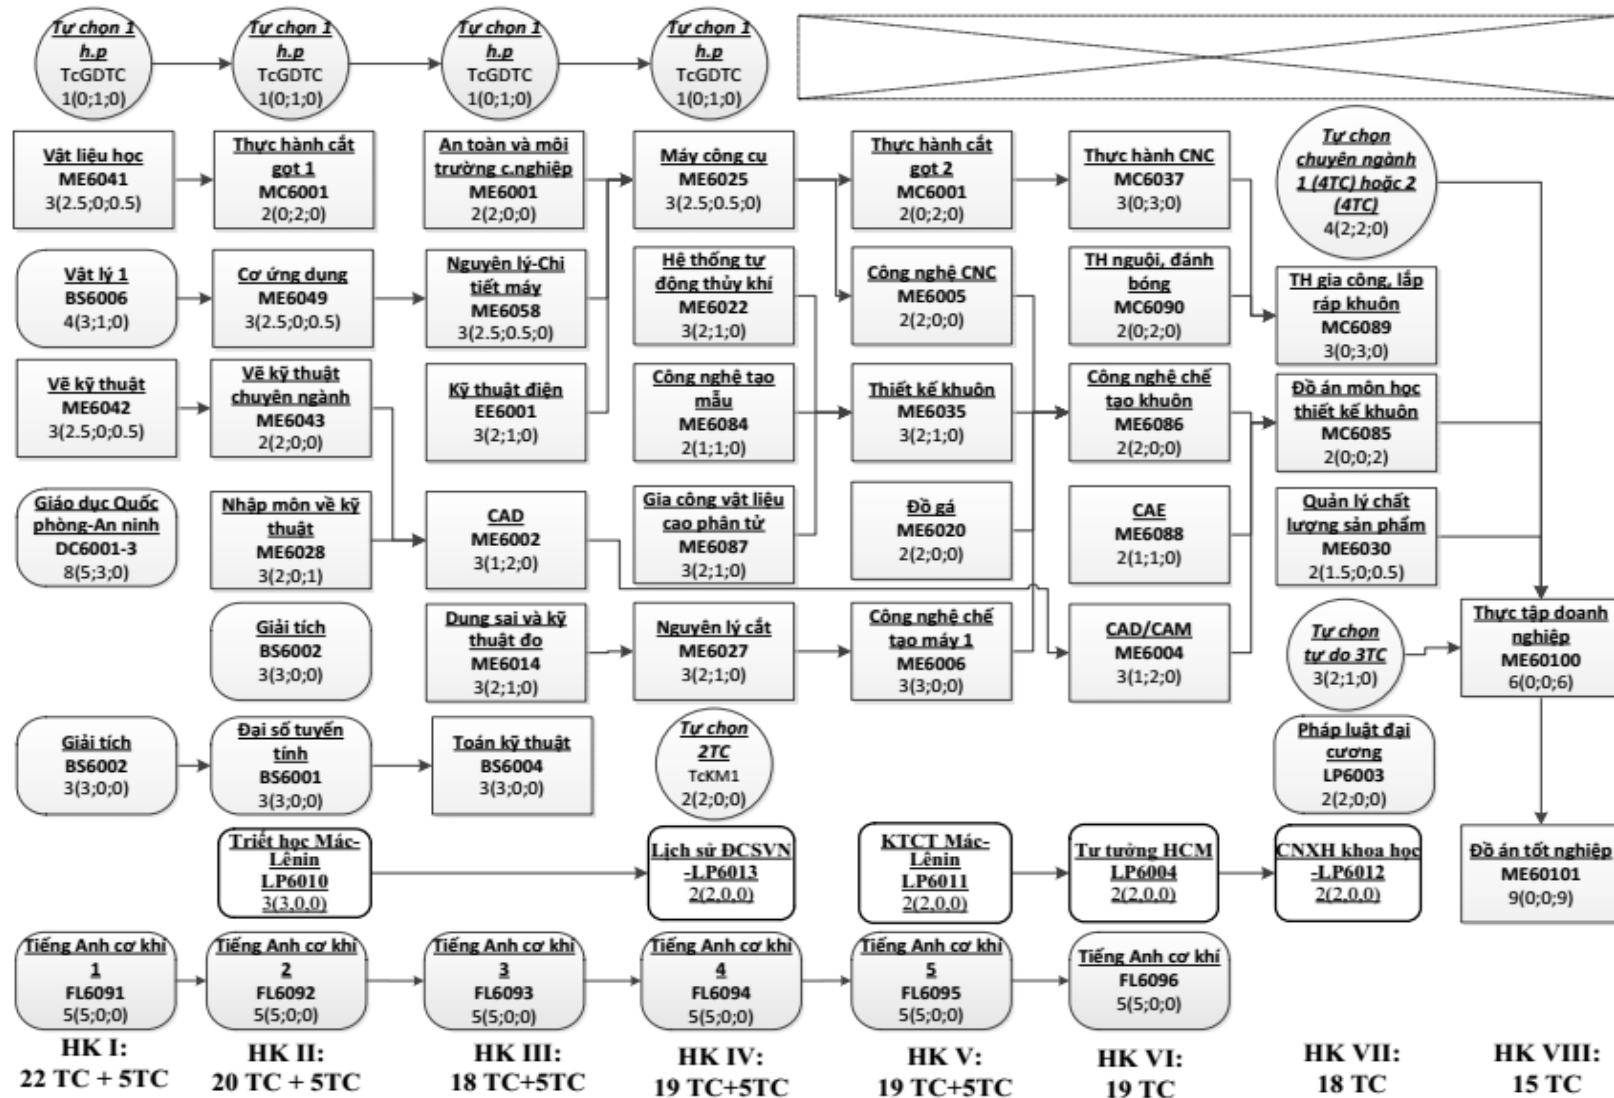 Tự chọn 1
h.p
TcGDTC
1(0;1;0)
Tự chọn 1
h.p
TcGDTC
1(0;1;0)
Tự chọn 1
h.p
TcGDTC
1(0;1;0)
Tự chọn 1
h.p
TcGDTC
1(0;1;0)
Vật liệu học
ME6041
3(2.5;0;0.5)
Thực hành cắt
gọt 1
MC6001
2(0;2;0)
An toàn và môi
trường c.nghiệp
ME6001
2(2;0;0)
Máy công cụ
ME6025
3(2.5;0.5;0)
Thực hành cắt
gọt 2
MC6001
2(0;2;0)
Thực hành CNC
MC6037
3(0;3;0)
Tự chọn
chuyên ngành
1 (4TC) hoặc 2
(4TC)
4(2;2;0)
Vật lý 1
BS6006
4(3;1;0)
Cơ ứng dụng
ME6049
3(2.5;0;0.5)
Nguyên lý-Chi
tiết máy
ME6058
3(2.5;0.5;0)
Hệ thống tự
động thủy khí
ME6022
3(2;1;0)
Công nghệ CNC
ME6005
2(2;0;0)
TH nguội, đánh
bóng
MC6090
2(0;2;0)
TH gia công, lắp
ráp khuôn
MC6089
3(0;3;0)
Vẽ kỹ thuật
ME6042
3(2.5;0;0.5)
Vẽ kỹ thuật
chuyên ngành
ME6043
2(2;0;0)
Kỹ thuật điện
EE6001
3(2;1;0)
Công nghệ tạo
mẫu
ME6084
2(1;1;0)
Thiết kế khuôn
ME6035
3(2;1;0)
Công nghệ chế
tạo khuôn
ME6086
2(2;0;0)
Đồ án môn học
thiết kế khuôn
MC6085
2(0;0;2)
Giáo dục Quốc
phòng-An ninh
DC6001-3
8(5;3;0)
Nhập môn về kỹ
thuật
ME6028
3(2;0;1)
CAD
ME6002
3(1;2;0)
Gia công vật liệu
cao phân tử
ME6087
3(2;1;0)
Đồ gá
ME6020
2(2;0;0)
CAE
ME6088
2(1;1;0)
Quản lý chất
lượng sản phẩm
ME6030
2(1.5;0;0.5)
Giải tích
BS6002
3(3;0;0)
Dung sai và kỹ
thuật đo
ME6014
3(2;1;0)
Nguyên lý cắt
ME6027
3(2;1;0)
Công nghệ chế
tạo máy 1
ME6006
3(3;0;0)
CAD/CAM
ME6004
3(1;2;0)
Tự chọn
tự do 3TC
3(2;1;0)
Thực tập doanh
nghiệp
ME60100
6(0;0;6)
Giải tích
BS6002
3(3;0;0)
Đại số tuyến
tính
BS6001
3(3;0;0)
Toán kỹ thuật
BS6004
3(3;0;0)
Tự chọn
2TC
TcKM1
2(2;0;0)
Pháp luật đại
cương
LP6003
2(2;0;0)
Triết học Mác-
Lênin
LP6010
3(3,0,0)
Lịch sử ĐCSVN
-LP6013
2(2,0,0)
KTCT Mác-
Lênin
LP6011
2(2,0,0)
Tư tưởng HCM
LP6004
2(2,0,0)
CNXH khoa học
-LP6012
2(2,0,0)
Đồ án tốt nghiệp
ME60101
9(0;0;9)
Tiếng Anh cơ khí
1
FL6091
5(5;0;0)
Tiếng Anh cơ khí
2
FL6092
5(5;0;0)
Tiếng Anh cơ khí
3
FL6093
5(5;0;0)
Tiếng Anh cơ khí
4
FL6094
5(5;0;0)
Tiếng Anh cơ khí
5
FL6095
5(5;0;0)
Tiếng Anh cơ khí
FL6096
5(5;0;0)
HK I:
22 TC + 5TC
HK II:
20 TC + 5TC
HK III:
18 TC+5TC
HK IV:
19 TC+5TC
HK V:
19 TC+5TC
HK VI:
19 TC
HK VII:
18 TC
HK VIII:
15 TC